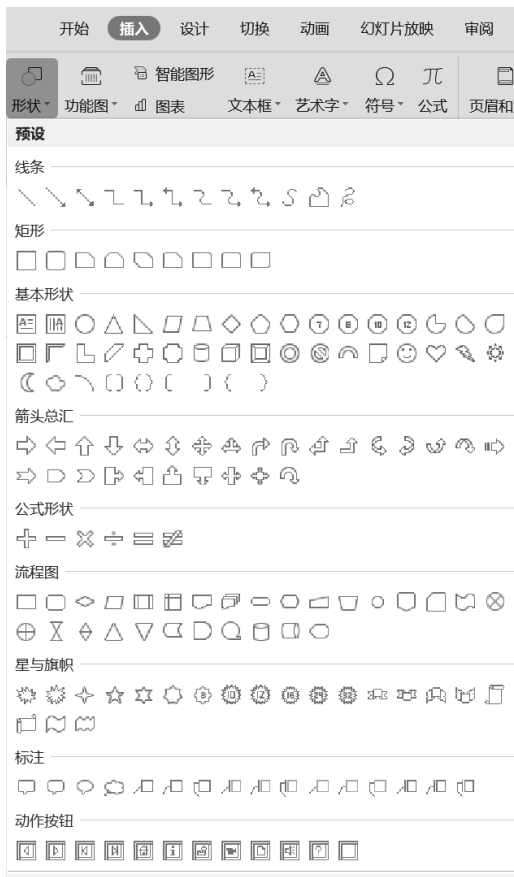 开始 插入 设计 切换 动画 幻灯片放映 审阅
智能图形
形状 功能图 图表 文本框 艺术字 符号 公式 页眉和
预设
线条
矩形
基本形状
箭头总汇
公式形状
流程图
星与旗帜
标注
动作按钮